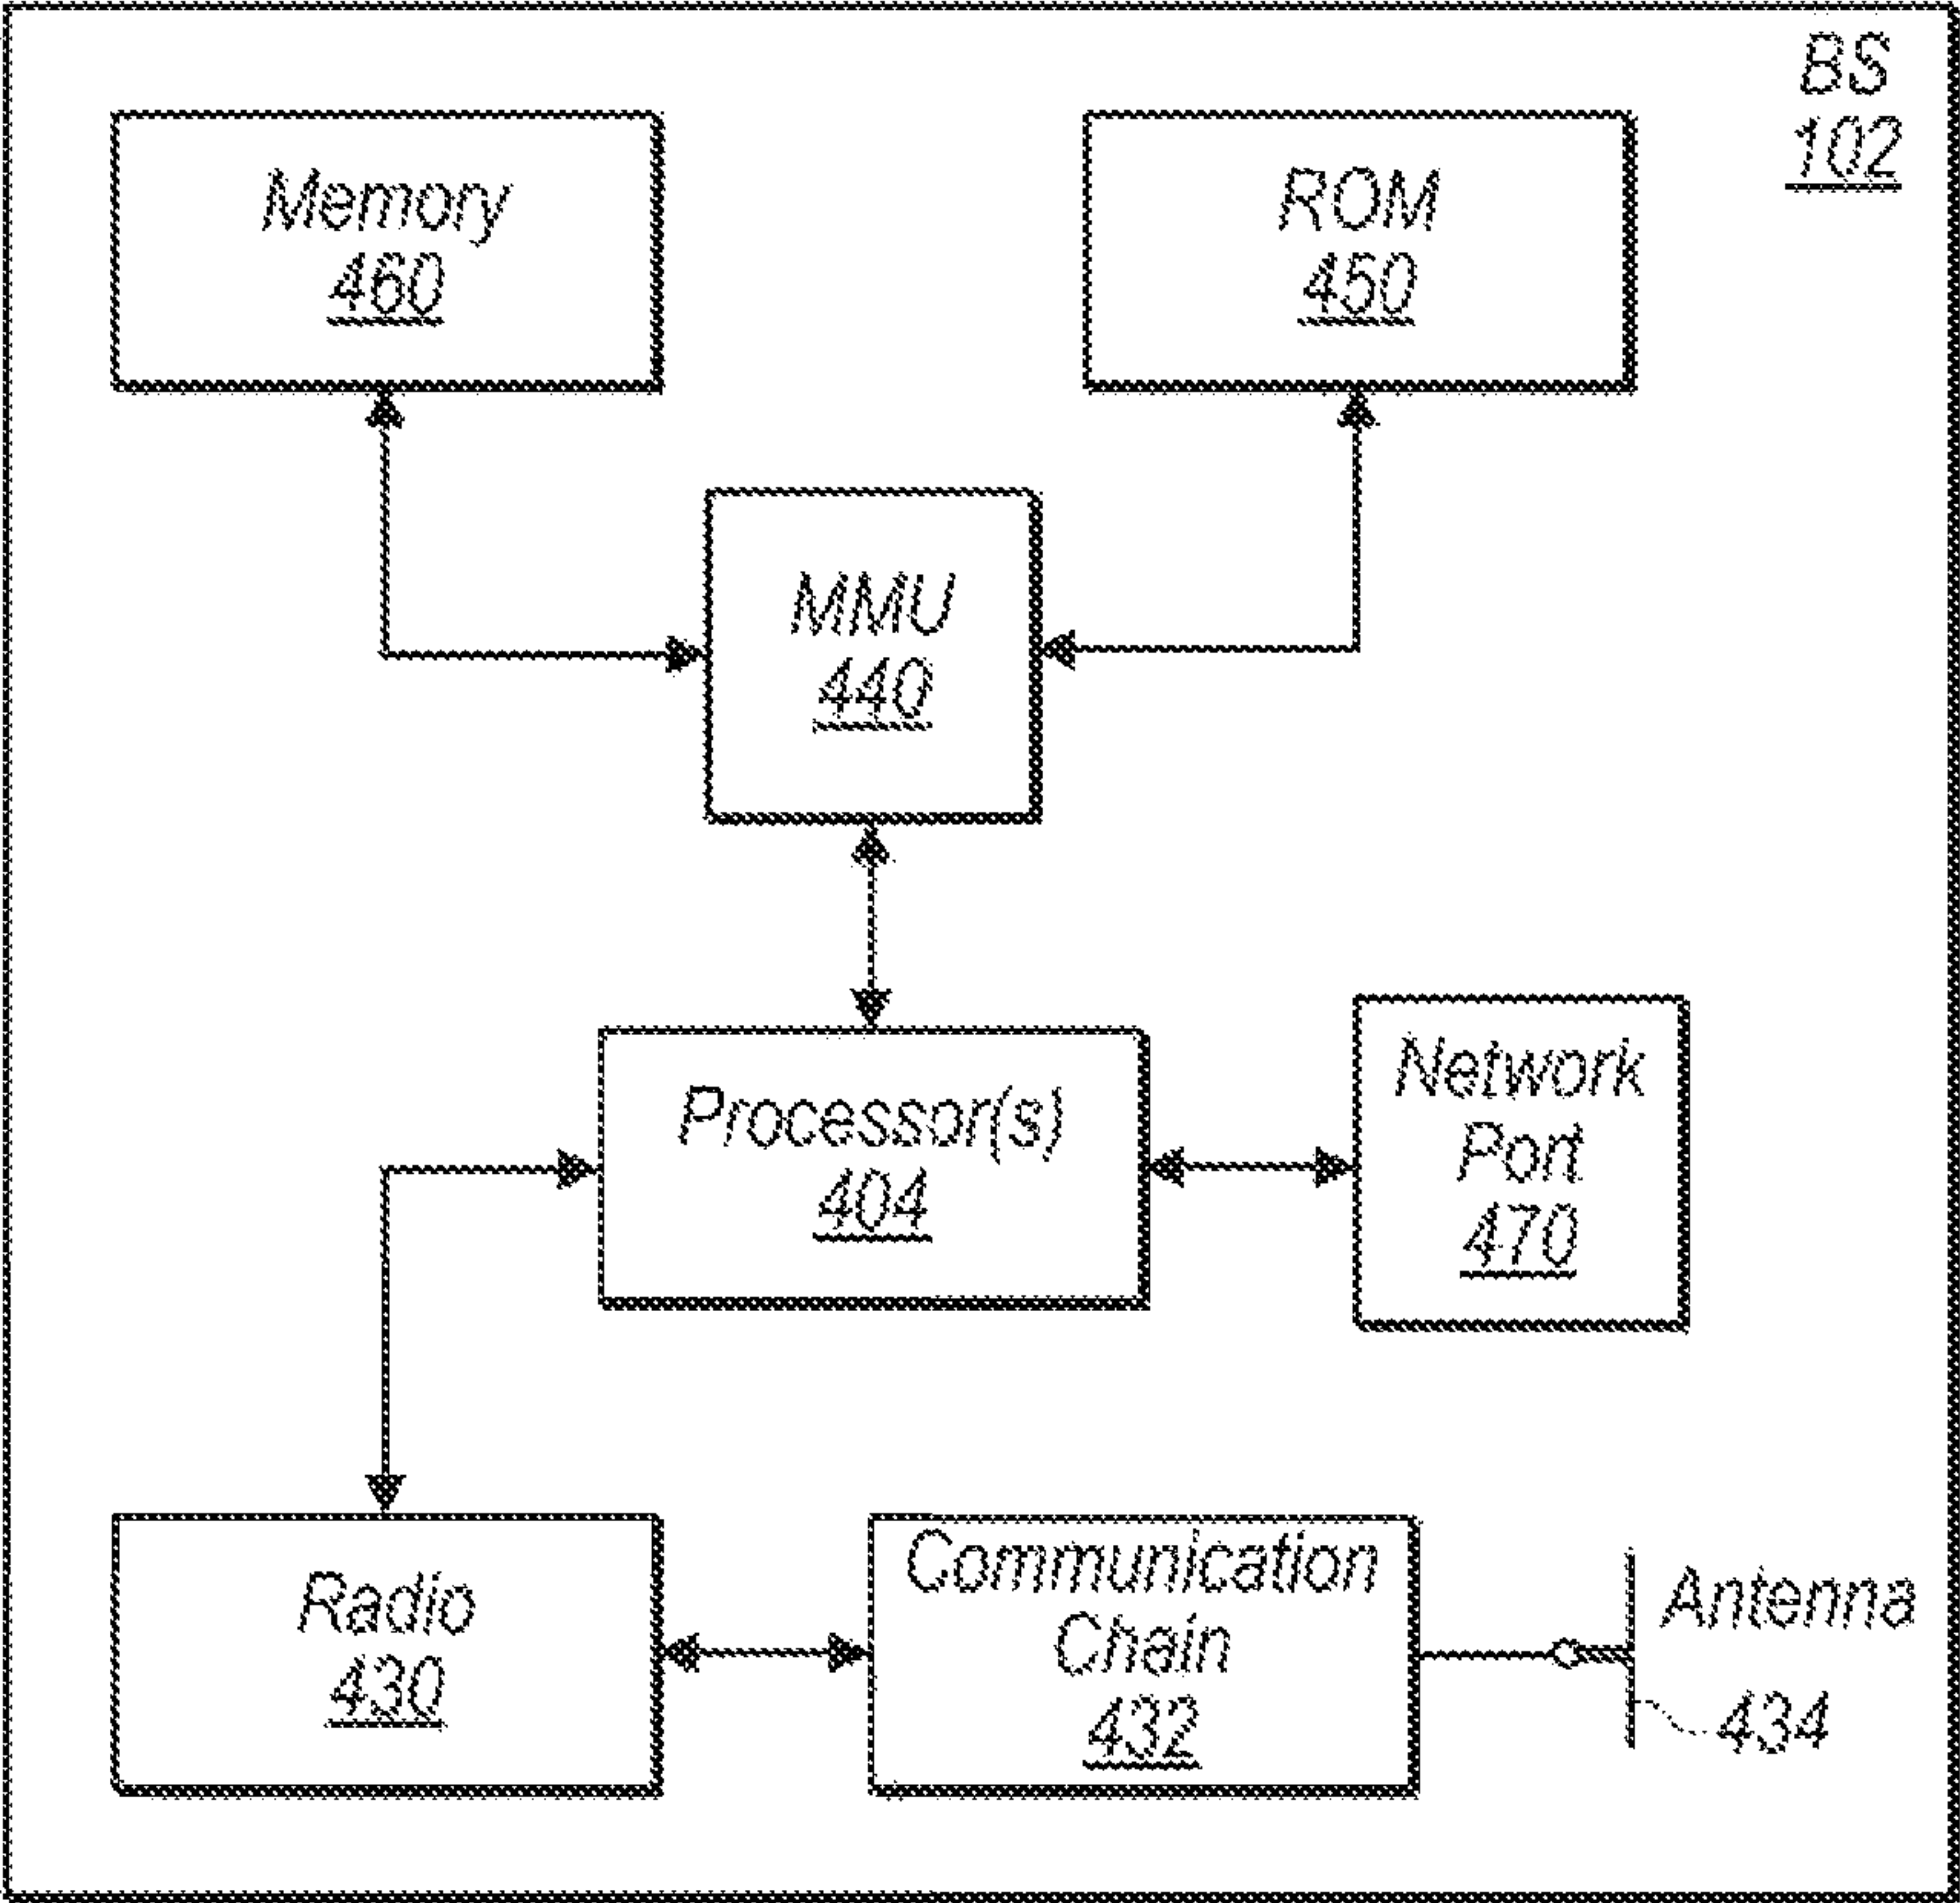 BS
102
Memory
460
ROM
450
MMU
440
Processor(s)
404
Network
Port
470
Radio
430
Communication
Chain
432
Antenna
434